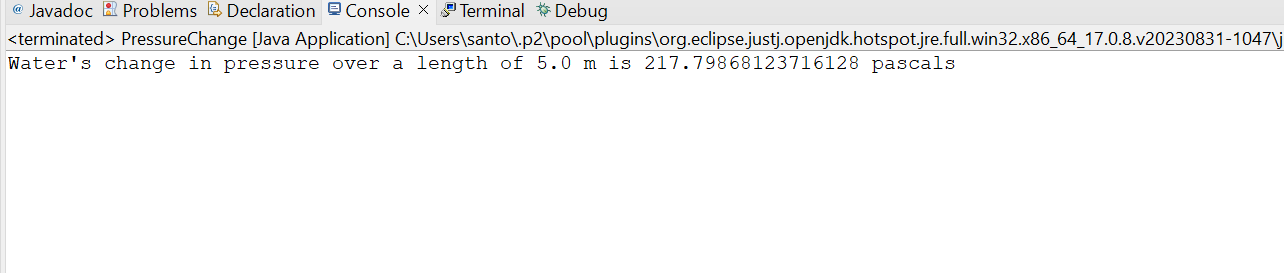 @ Javadoc Problems Declaration Console × Terminal Debug
<terminated> PressureChange [Java Application] C:\Users\santo\.p2\pool\plugins\org.eclipse.justj.openjdk.hotspot.jre.full.win32.x86_64_17.0.8.v20230831-1047\j
Water's change in pressure over a length of 5.0 m is 217.79868123716128 pascals